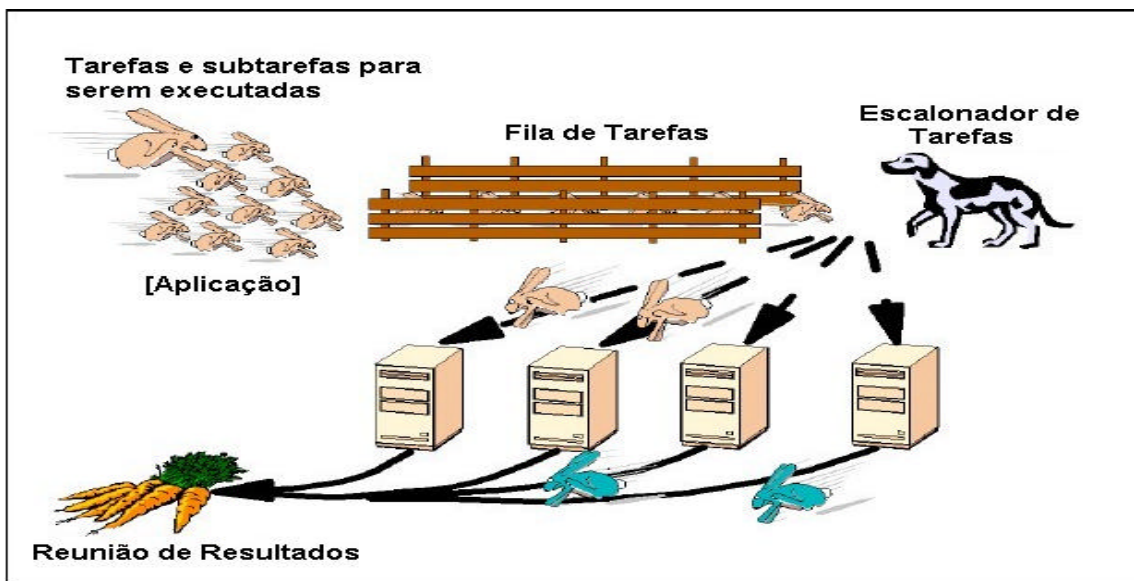 Tarefas e subtarefas para
serem executadas
Fila de Tarefas
Escalonador de
Tarefas
[Aplicação]
Reunião de Resultados